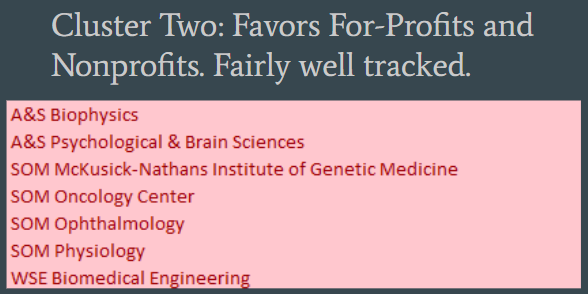 Cluster Two: Favors For-Profits and
Nonprofits. Fairly well tracked.
A&S Biophysics
A&S Psychological & Brain Sciences
SOM McKusick-Nathans Institute of Genetic Medicine
SOM Oncology Center
SOM Ophthalmology
SOM Physiology
WSE Biomedical Engineering